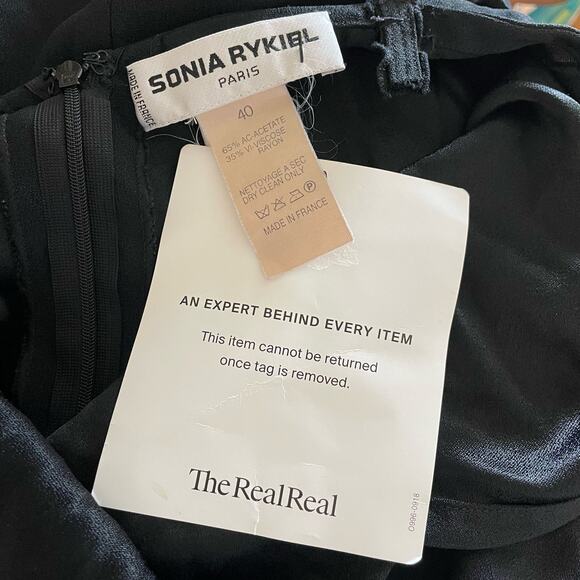 SONIA RYKIEL
PARIS
MADE IN FRANCE
40
65% AC-ACETATE
35% VI-VISCOSE
RAYON
NETTOYAGE A SEC
DRY CLEAN ONLY
MADE IN FRANCE
AN EXPERT BEHIND EVERY ITEM
This item cannot be returned
once tag is removed.
The RealReal
O996-0918